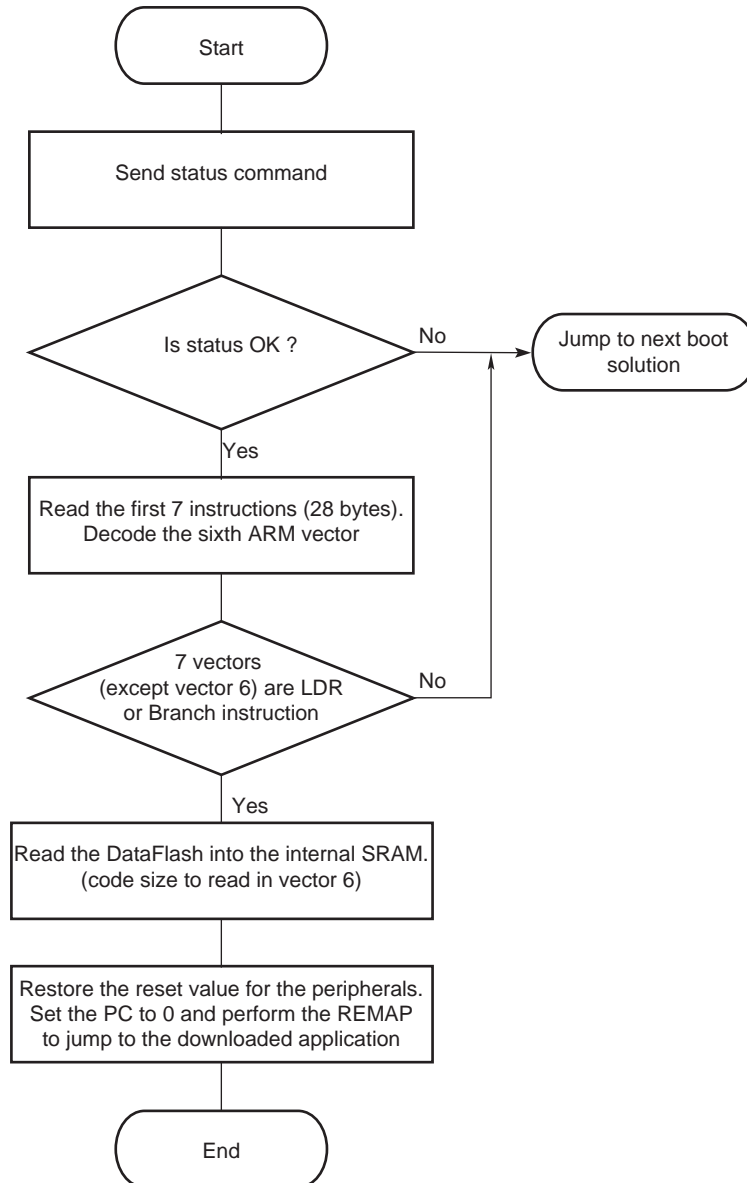 Start
Send status command
Is status OK ?
No
Jump to next boot
solution
Yes
Read the first 7 instructions (28 bytes).
Decode the sixth ARM vector
7 vectors
(except vector 6) are LDR
or Branch instruction
No
Yes
Read the DataFlash into the internal SRAM.
(code size to read in vector 6)
Restore the reset value for the peripherals.
Set the PC to 0 and perform the REMAP
to jump to the downloaded application
End